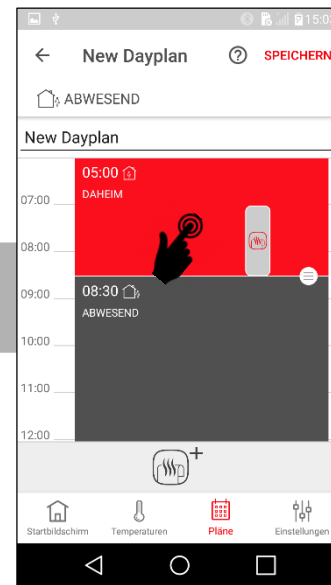 15:0
New Dayplan
SPEICHERN
ABWESEND
New Dayplan
05:00
DAHEIM
07:00
08:00
08:30
09:00
ABWESEND
10:00
11:00
12:00
Startbildschirm Temperaturen Pläne Einstellungen